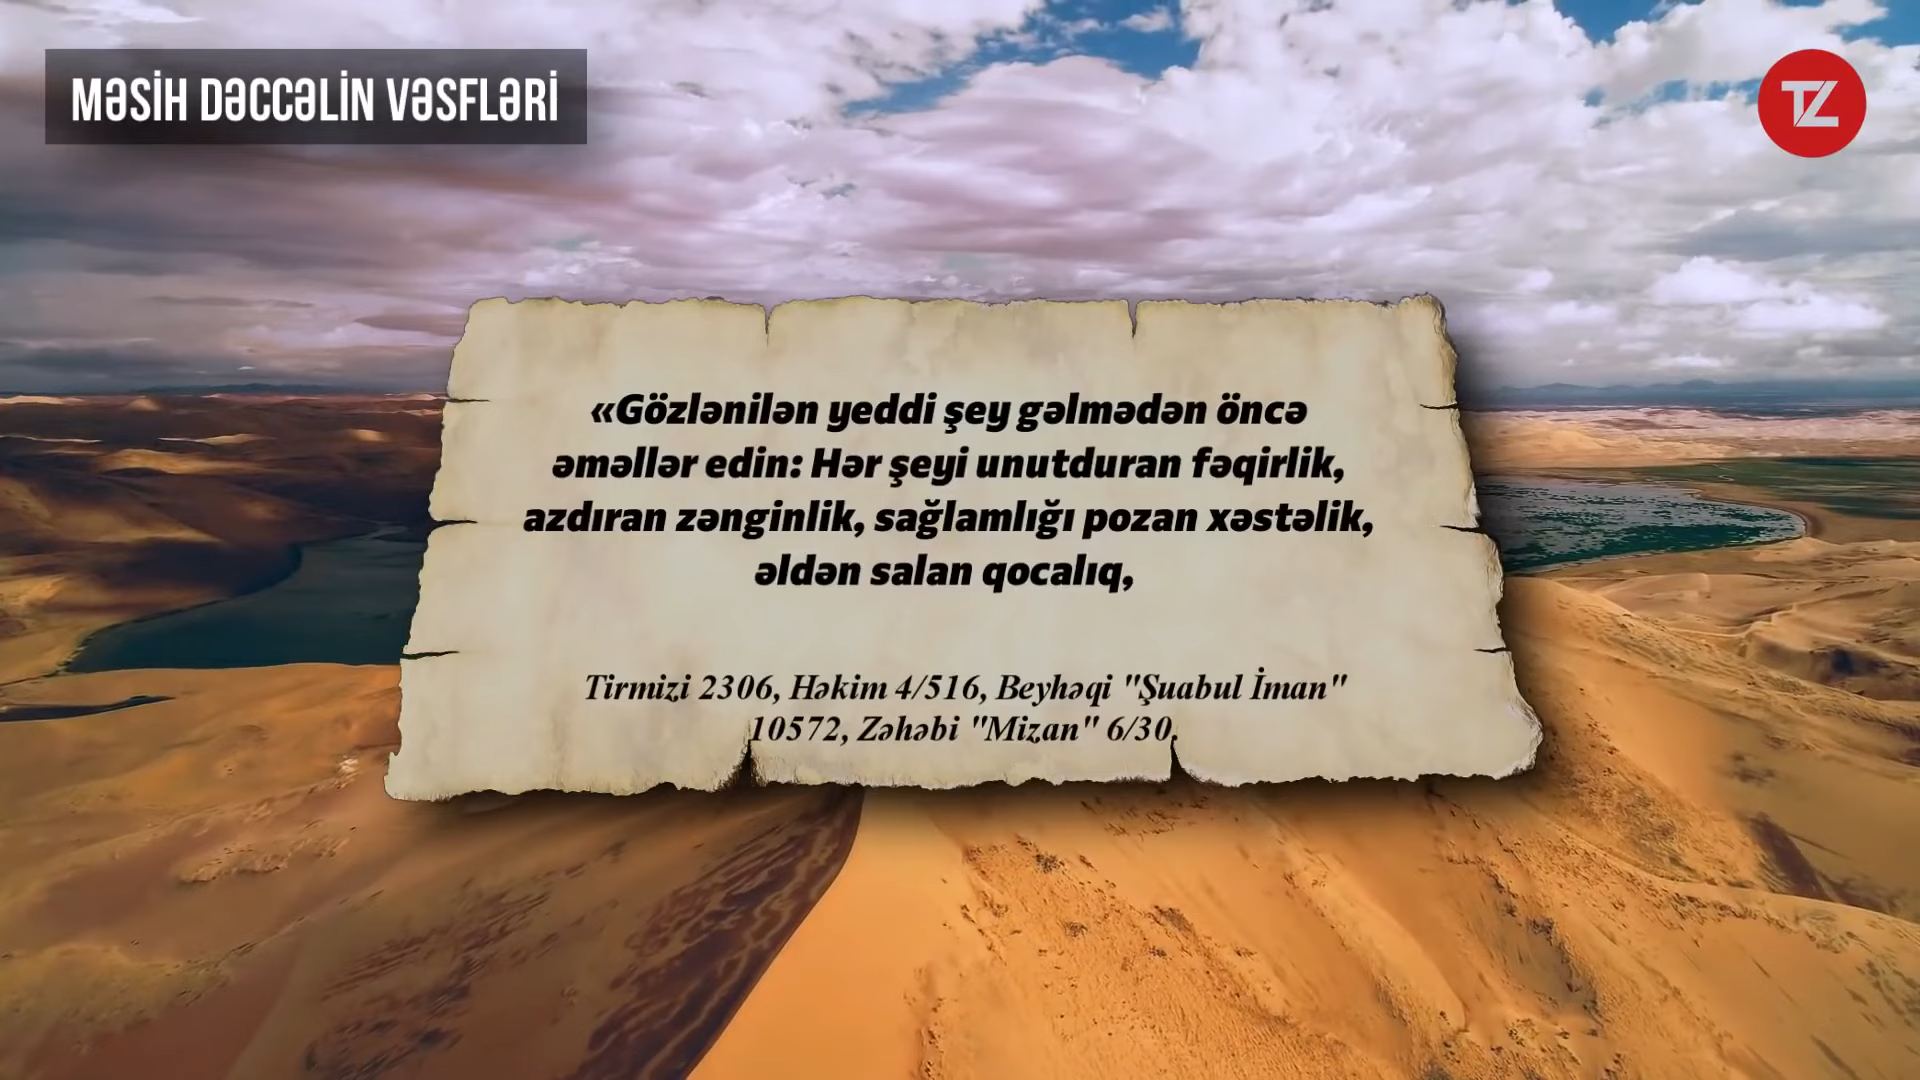 MƏSİH DƏCCƏLİN VƏSFLƏRİ
TZ
«Gözlənilən yeddi şey gəlmədən öncə
əməllər edin: Hər şeyi unutduran fəqirlik,
azdıran zənginlik, sağlamlığı pozan xəstəlik,
əldən salan qocalıq,
Tirmizi 2306, Həkim 4/516, Beyhəqi "Şuabul İman"
10572, Zəhəbi "Mizan" 6/30.